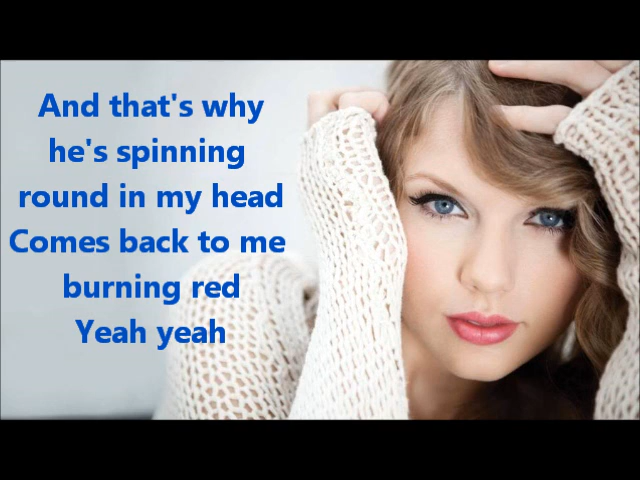 And that's why
he's spinning
round in my head
Comes back to me
burning red
Yeah yeah